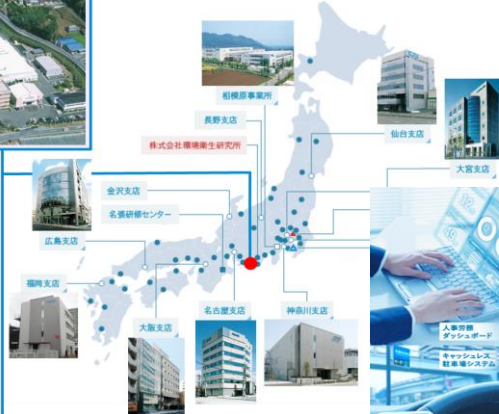 相模原事業所
長野支店
仙台支店
株式会社環境衛生研究所
大宮支店
金沢支店
名張研修センター
広島支店
福岡支店
大阪支店
名古屋支店
神奈川支店
人事労務
ダッシュボード
キャッシュレス
駐車場システム